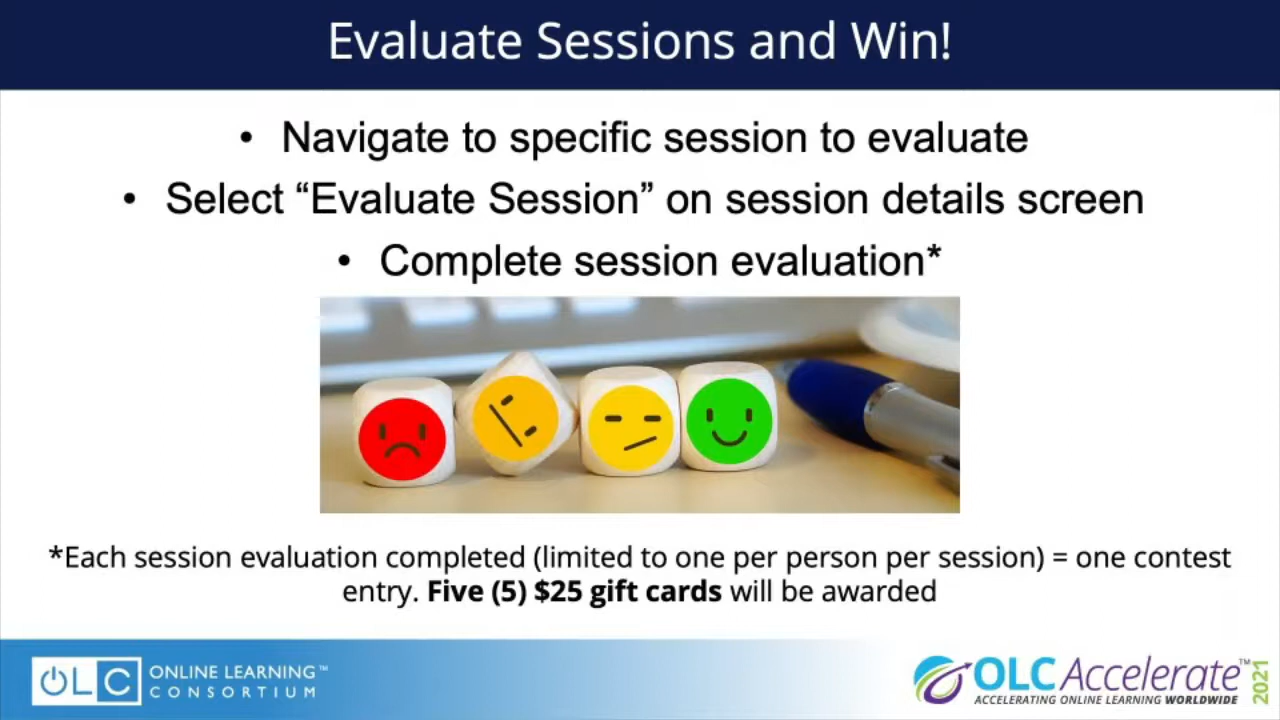 Evaluate Sessions and Win!
• Navigate to specific session to evaluate
• Select “Evaluate Session” on session details screen
• Complete session evaluation*
*Each session evaluation completed (limited to one per person per session) = one contest
entry. Five (5) $25 gift cards will be awarded
OLC
ONLINE LEARNING™
CONSORTIUM
OLC Accelerate™
ACCELERATING ONLINE LEARNING WORLDWIDE
2021